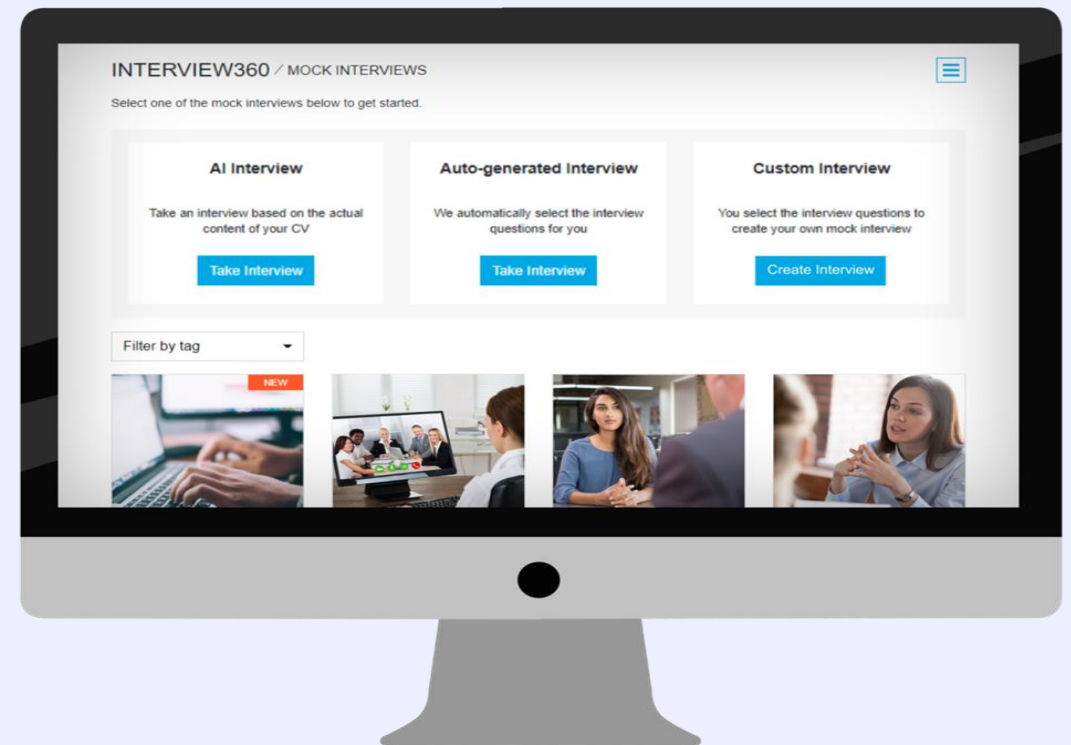 INTERVIEW360 / MOCK INTERVIEWS
Select one of the mock interviews below to get started.
AI Interview
Take an interview based on the actual
content of your CV
Take Interview
Auto-generated Interview
We automatically select the interview
questions for you
Take Interview
Custom Interview
You select the interview questions to
create your own mock interview
Create Interview
Filter by tag
NEW